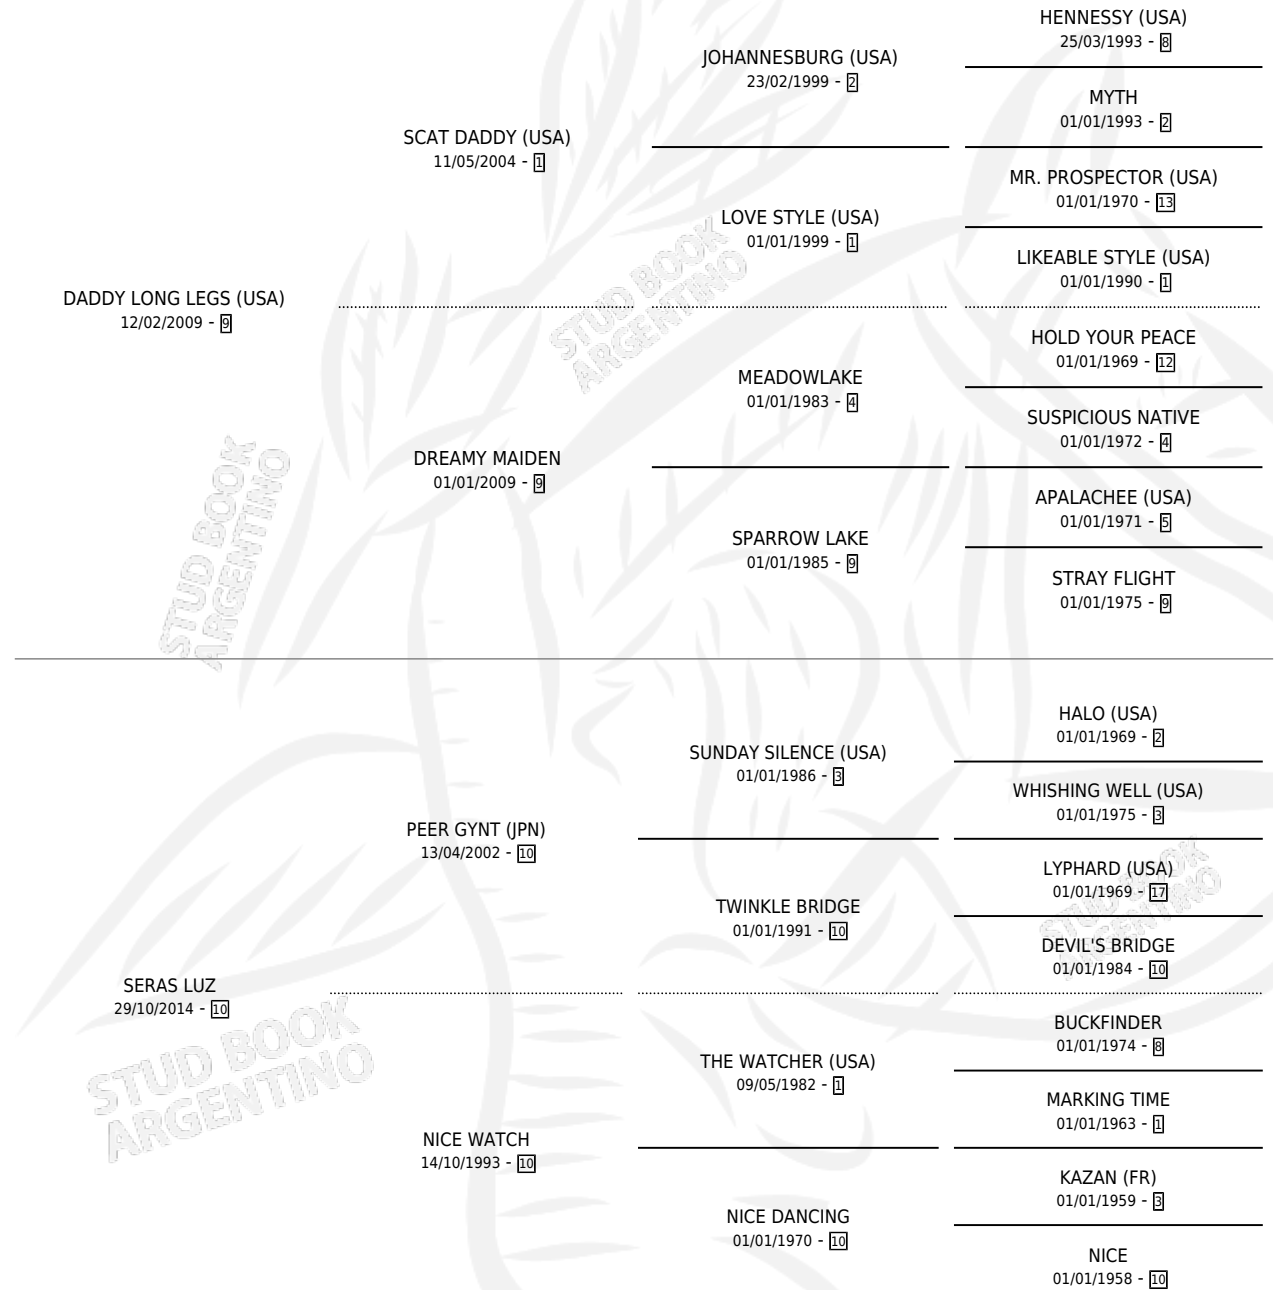 HENNESSY (USA)
25/03/1993 - 8
JOHANNESBURG (USA)
23/02/1999 - 2
MYTH
01/01/1993 - 2
SCAT DADDY (USA)
11/05/2004 - 1
MR. PROSPECTOR (USA)
01/01/1970 - 13
LOVE STYLE (USA)
01/01/1999 - 1
LIKEABLE STYLE (USA)
01/01/1990 - 1
DADDY LONG LEGS (USA)
12/02/2009 - 9
STUD BOOK
ARGENTINO
HOLD YOUR PEACE
01/01/1969 - 12
MEADOWLAKE
01/01/1983 - 4
SUSPICIOUS NATIVE
01/01/1972 - 4
DREAMY MAIDEN
01/01/2009 - 9
STUD BOOK
ARGENTINO
APALACHEE (USA)
01/01/1971 - 5
SPARROW LAKE
01/01/1985 - 9
STRAY FLIGHT
01/01/1975 - 9
HALO (USA)
01/01/1969 - 2
SUNDAY SILENCE (USA)
01/01/1986 - 3
WHISHING WELL (USA)
01/01/1975 - 3
PEER GYNT (JPN)
13/04/2002 - 10
LYPHARD (USA)
01/01/1969 - 17
STUD BOOK
ARGENTINO
TWINKLE BRIDGE
01/01/1991 - 10
DEVIL'S BRIDGE
01/01/1984 - 10
SERAS LUZ
29/10/2014 - 10
STUD BOOK
ARGENTINO
BUCKFINDER
01/01/1974 - 8
THE WATCHER (USA)
09/05/1982 - 1
MARKING TIME
01/01/1963 - 1
NICE WATCH
14/10/1993 - 10
KAZAN (FR)
01/01/1959 - 3
NICE DANCING
01/01/1970 - 10
NICE
01/01/1958 - 10